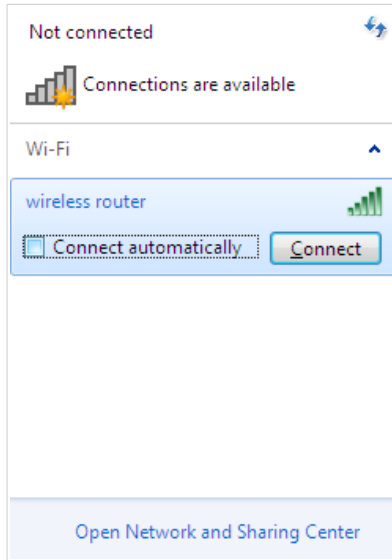 Not connected
Connections are available
Wi-Fi
wireless router
Connect automatically
Connect
Open Network and Sharing Center